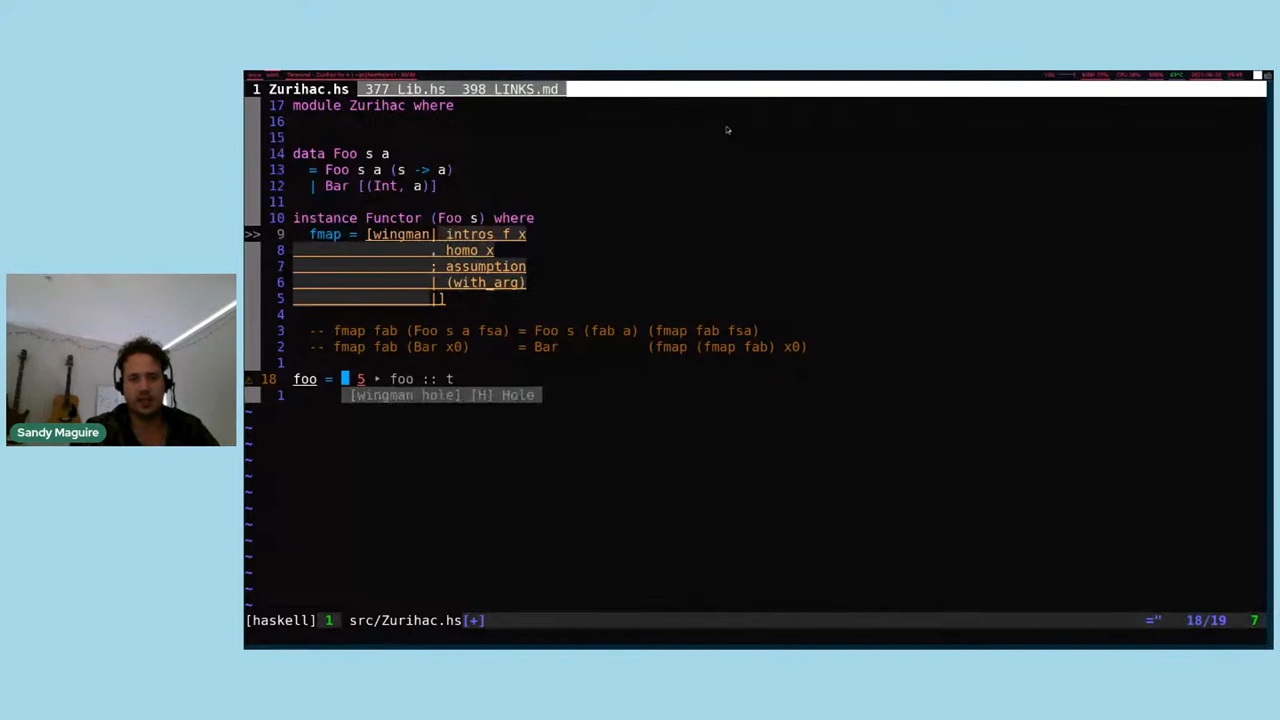 1 Zurihac.hs 377 Lib.hs 398 LINKS.md
17 module Zurihac where
16
15
14 data Foo s a
13 = Foo s a (s -> a)
12 | Bar [(Int, a)]
11
10 instance Functor (Foo s) where
>> 9 fmap = [wingman| intros f x
8 , homo x
7 ; assumption
6 | (with_arg)
5 |]
4
3 -- fmap fab (Foo s a fsa) = Foo s (fab a) (fmap fab fsa)
2 -- fmap fab (Bar x0) = Bar (fmap (fmap fab) x0)
1
18 foo = 5 ‣ foo :: t
1 [wingman hole] [H] Hole
~
~
~
~
~
~
~
~
~
~
~
~
[haskell] 1 src/Zurihac.hs[+] =" 18/19 7
Sandy Maguire